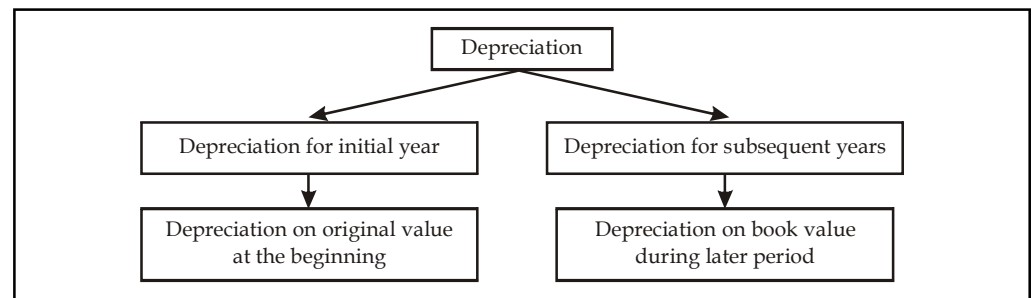 Depreciation
Depreciation for initial year
Depreciation for subsequent years
Depreciation on original value
at the beginning
Depreciation on book value
during later period